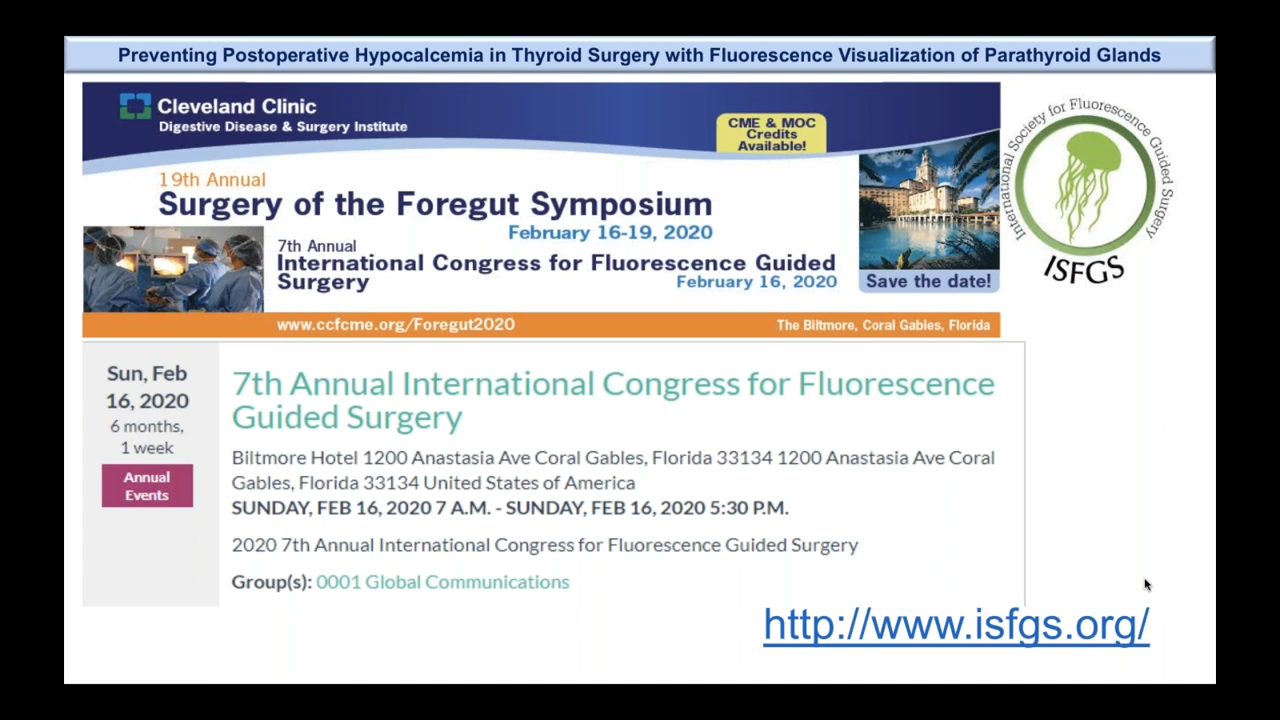 Preventing Postoperative Hypocalcemia in Thyroid Surgery with Fluorescence Visualization of Parathyroid Glands
Cleveland Clinic
Digestive Disease & Surgery Institute
CME & MOC
Credits
Available!
19th Annual
Surgery of the Foregut Symposium
February 16-19, 2020
7th Annual
International Congress for Fluorescence Guided
Surgery
February 16, 2020
Save the date!
www.ccfcme.org/Foregut2020
The Biltmore, Coral Gables, Florida
International Society for Fluorescence Guided Surgery
ISFGS
Sun, Feb
16, 2020
6 months,
1 week
Annual
Events
7th Annual International Congress for Fluorescence
Guided Surgery
Biltmore Hotel 1200 Anastasia Ave Coral Gables, Florida 33134 1200 Anastasia Ave Coral
Gables, Florida 33134 United States of America
SUNDAY, FEB 16, 2020 7 A.M. - SUNDAY, FEB 16, 2020 5:30 P.M.
2020 7th Annual International Congress for Fluorescence Guided Surgery
Group(s): 0001 Global Communications
http://www.isfgs.org/